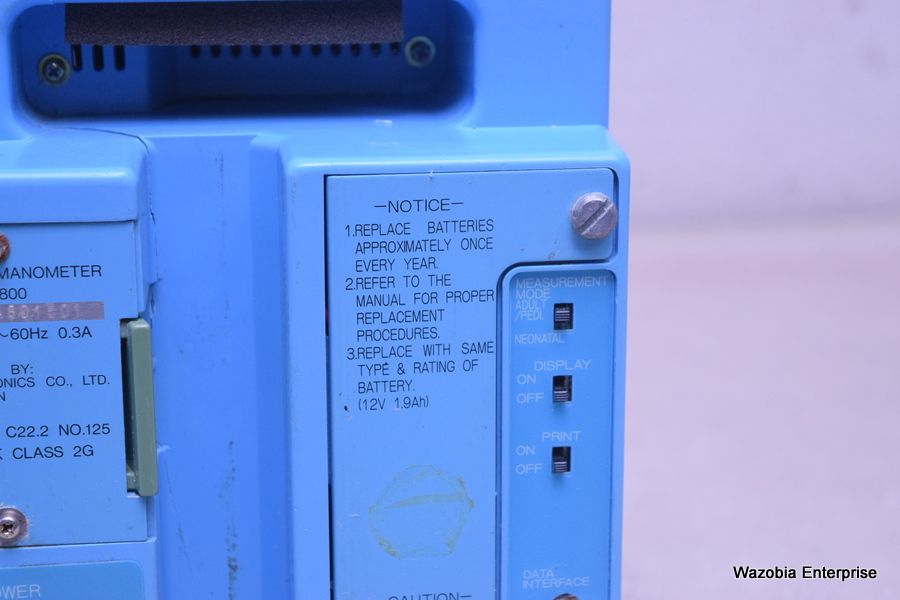 MANOMETER
800
~60Hz 0.3A
BY:
ONICS CO., LTD.
N
C22.2 NO.125
K CLASS 2G
OWER
—NOTICE—
1.REPLACE BATTERIES
APPROXIMATELY ONCE
EVERY YEAR.
2.REFER TO THE
MANUAL FOR PROPER
REPLACEMENT
PROCEDURES.
3.REPLACE WITH SAME
TYPE & RATING OF
BATTERY.
(12V 1.9Ah)
CAUTION—
MEASUREMENT
MODE
ADULT
/PEDI.
NEONATAL
DISPLAY
ON
OFF
PRINT
ON
OFF
DATA
INTERFACE
Wazobia Enterprise